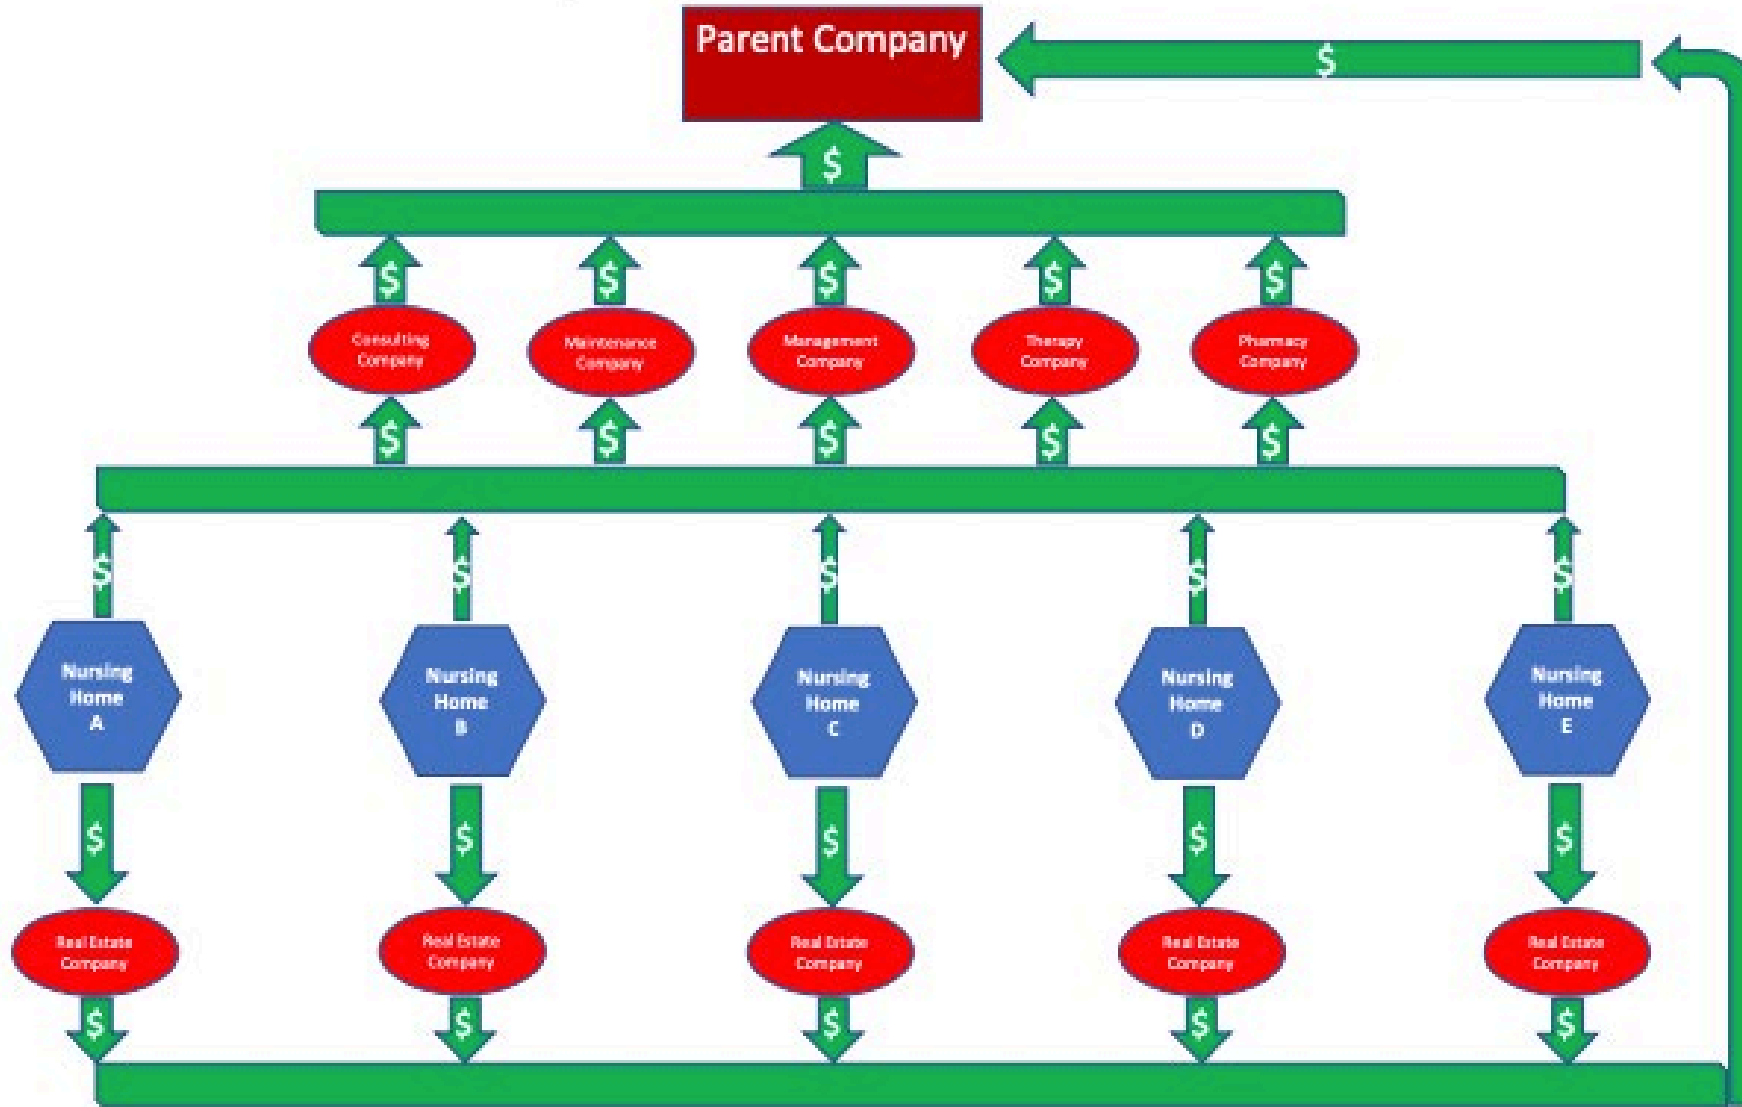 Parent Company
$
$
$ $ $ $ $
Consulting
Company
Maintenance
Company
Management
Company
Therapy
Company
Pharmacy
Company
$ $ $ $ $
$ $ $ $ $
Nursing
Home
A
Nursing
Home
B
Nursing
Home
C
Nursing
Home
D
Nursing
Home
E
$ $ $ $ $
Real Estate
Company
Real Estate
Company
Real Estate
Company
Real Estate
Company
Real Estate
Company
$ $ $ $ $